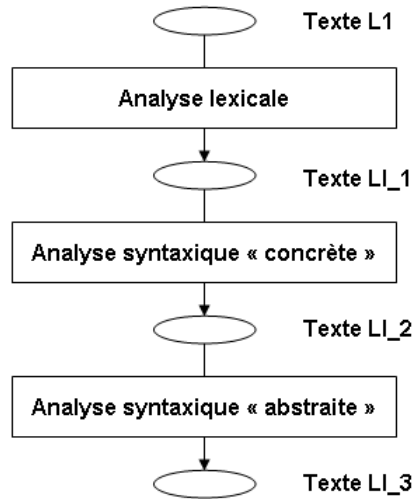 Texte L1
Analyse lexicale
Texte LI_1
Analyse syntaxique « concrète »
Texte LI_2
Analyse syntaxique « abstraite »
Texte LI_3